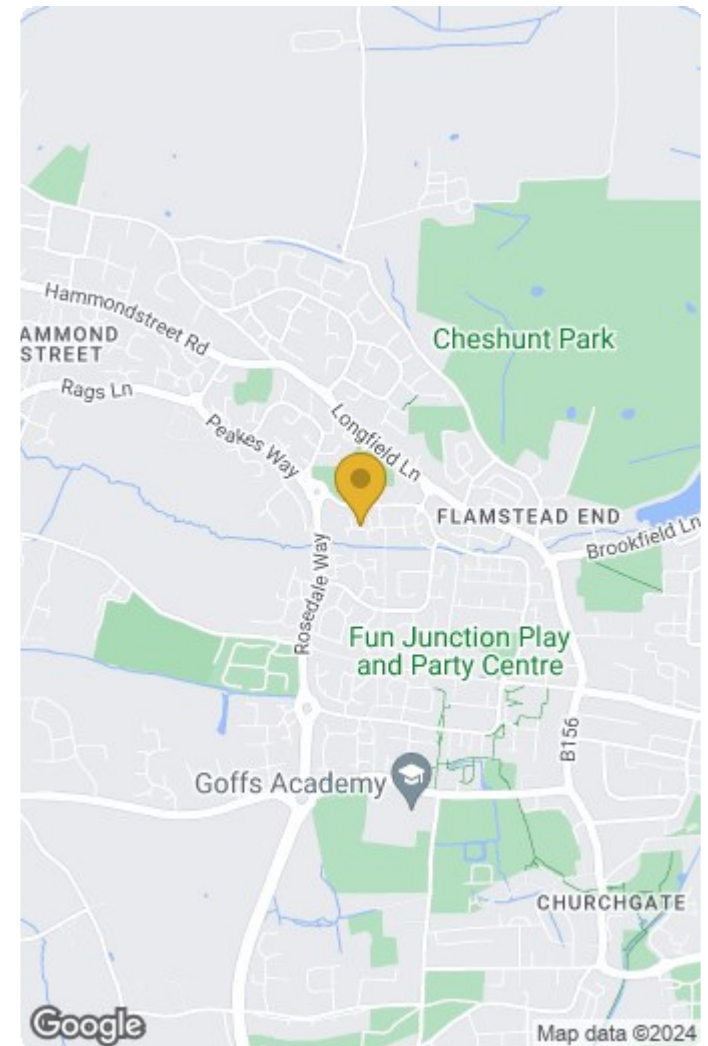 Hammondstreet Rd
AMMOND
STREET
Cheshunt Park
Rags Ln
Peakes Way
Longfield Ln
FLAMSTEAD END
Brookfield Ln
Rosedale Way
Fun Junction Play
and Party Centre
B156
Goffs Academy
CHURCHGATE
Google
Map data ©2024